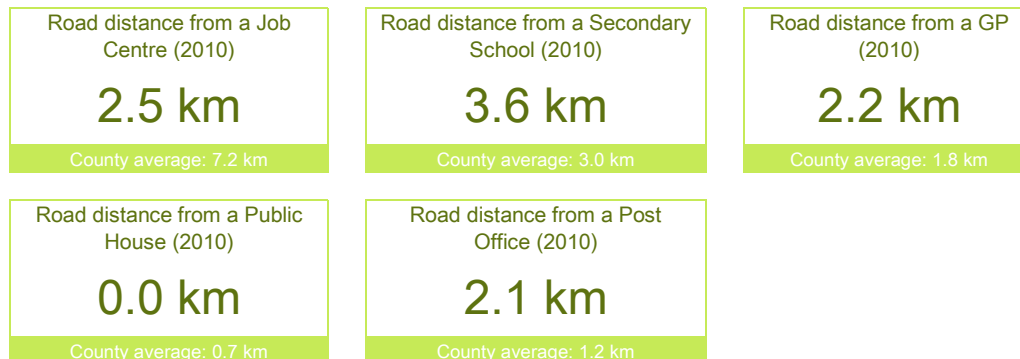 Road distance from a Job
Centre (2010)
2.5 km
County average: 7.2 km
Road distance from a Secondary
School (2010)
3.6 km
County average: 3.0 km
Road distance from a GP
(2010)
2.2 km
County average: 1.8 km
Road distance from a Public
House (2010)
0.0 km
County average: 0.7 km
Road distance from a Post
Office (2010)
2.1 km
County average: 1.2 km